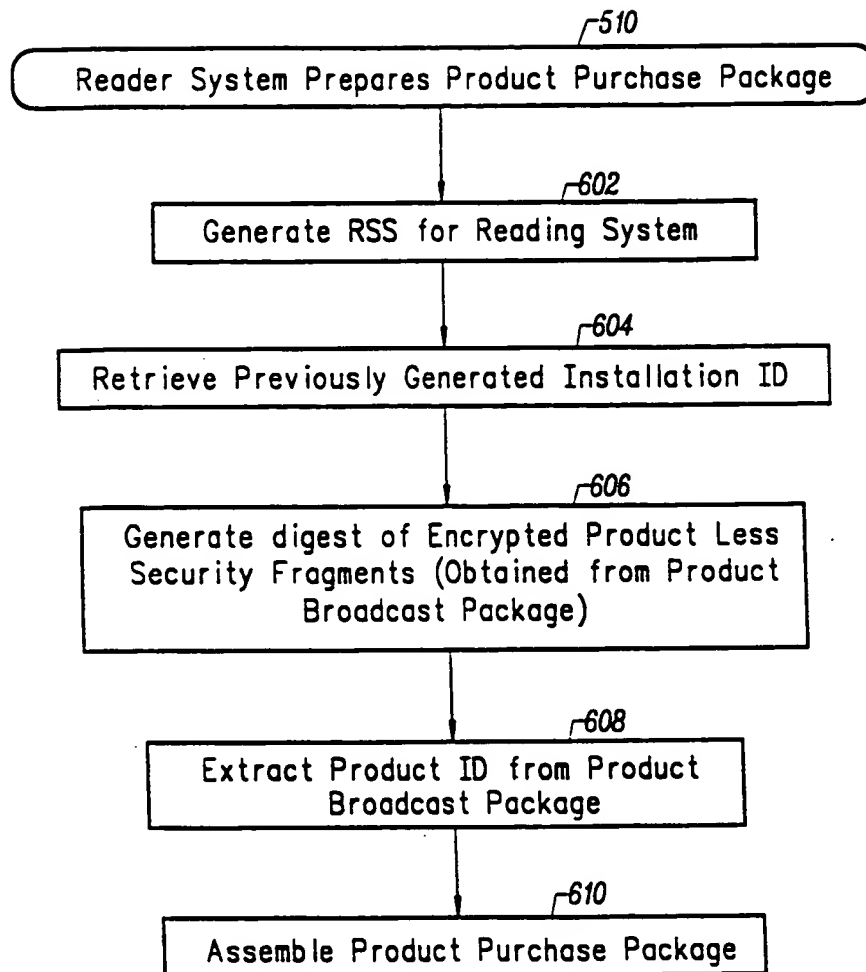 510
Reader System Prepares Product Purchase Package
602
Generate RSS for Reading System
604
Retrieve Previously Generated Installation ID
606
Generate digest of Encrypted Product Less
Security Fragments (Obtained from Product
Broadcast Package)
608
Extract Product ID from Product
Broadcast Package
610
Assemble Product Purchase Package